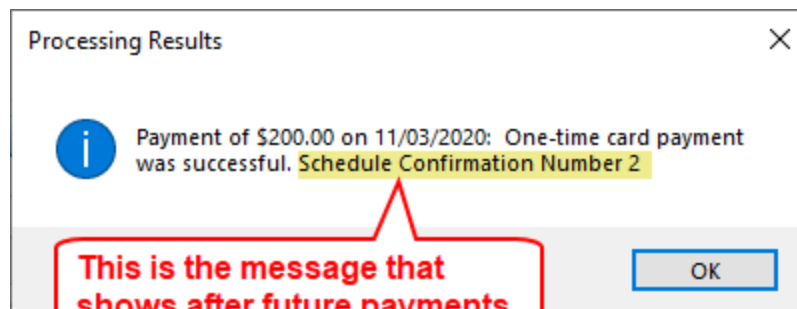 Processing Results
Payment of $200.00 on 11/03/2020: One-time card payment
was successful. Schedule Confirmation Number 2
This is the message that
shows after future payments
OK